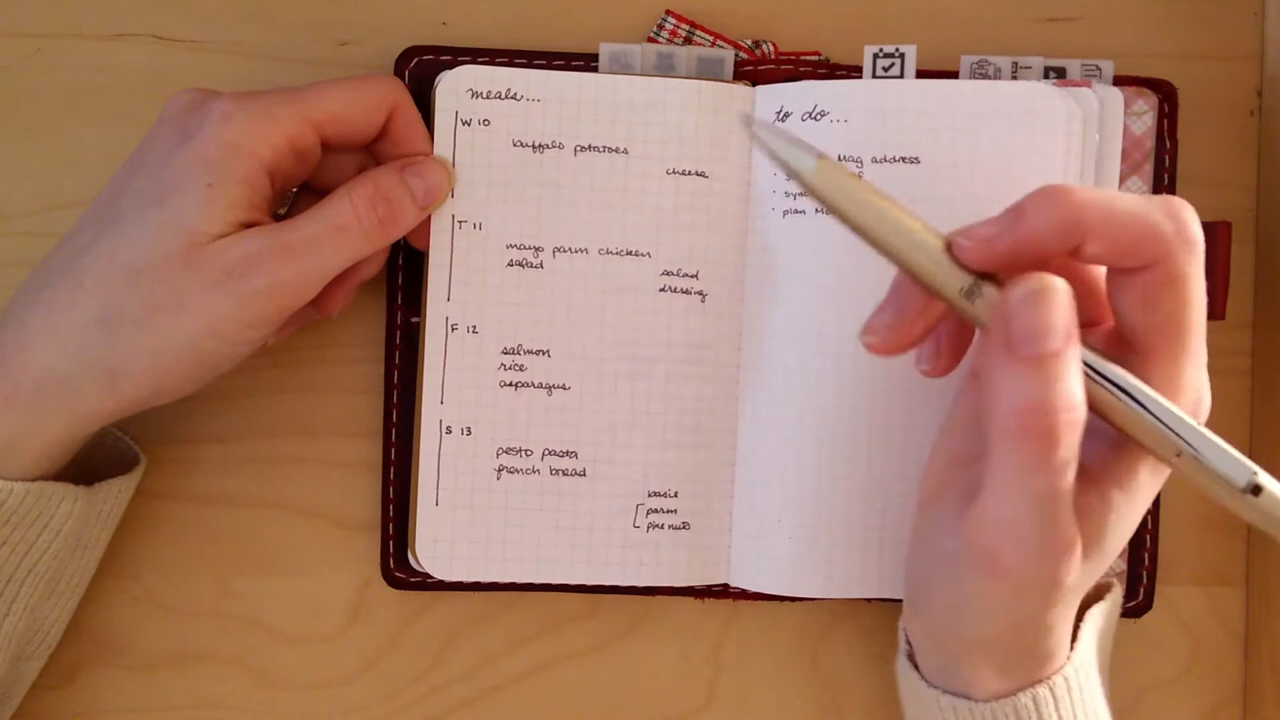 meals...
W 10
buffalo potatoes
cheese
T 11
mayo parm chicken
salad
salad
dressing
F 12
salmon
rice
asparagus
S 13
pesto pasta
french bread
basil
parm
pine nuts
to do...
Mag address
plan